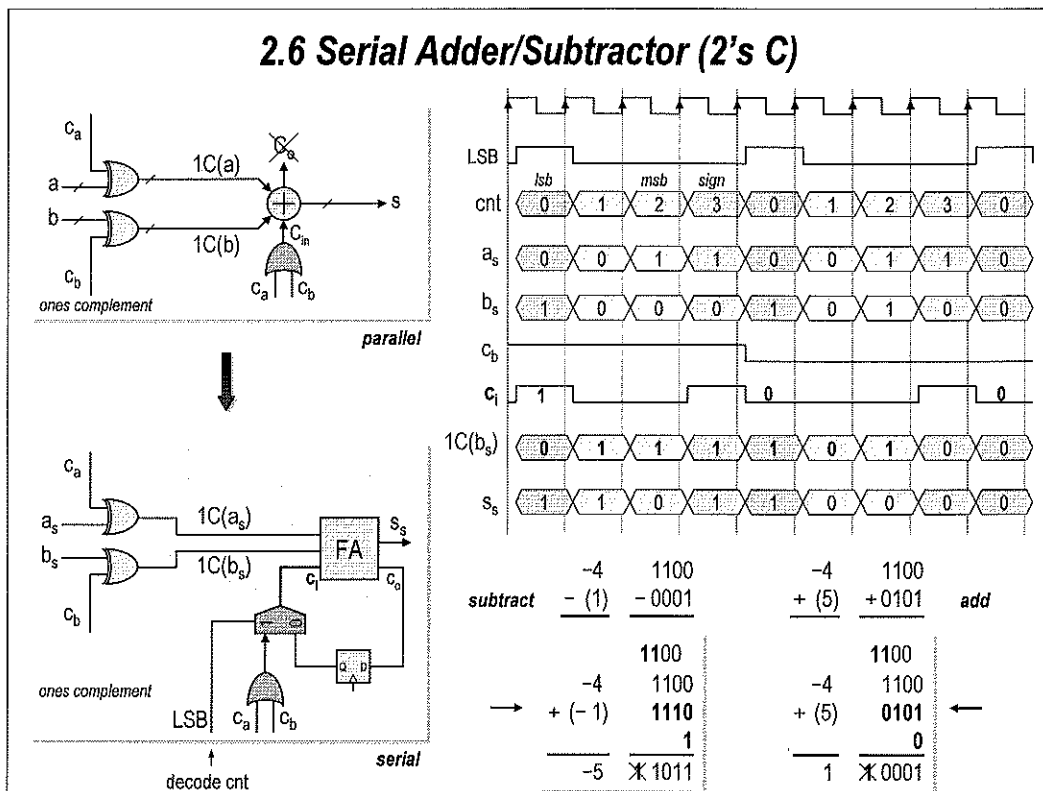 2.6 Serial Adder/Subtractor (2's C)
ca
a
1C(a)
Co
s
b
1C(b)
Cin
cb
ca cb
ones complement
parallel
ca
as
1C(as)
FA
ss
bs
1C(bs)
ci
co
cb
1 0
Q D
ones complement
LSB
ca cb
serial
decode cnt
LSB
lsb msb sign
cnt 0 1 2 3 0 1 2 3 0
as 0 0 1 1 0 0 1 1 0
bs 1 0 0 0 1 0 1 0 0
cb
ci 1 0 0
1C(bs) 0 1 1 1 1 0 1 0 0
ss 1 1 0 1 1 0 0 0 0
-4 1100
subtract - (1) -0001
1100
-4 1100
+ (-1) 1110
1
-5 1 1011
-4 1100
+ (5) +0101 add
1100
-4 1100
+ (5) 0101
0
1 1 0001